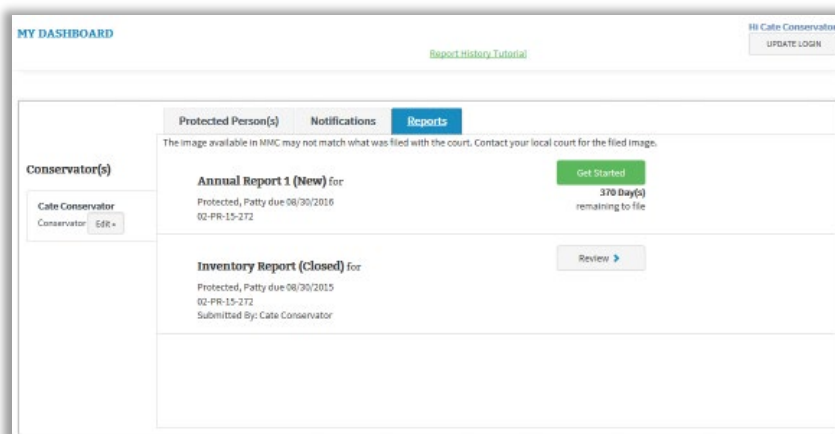 MY DASHBOARD
Hi Cate Conservator
UPDATE LOGIN
Report History Tutorial
Protected Person(s) Notifications Reports
The image available in MMC may not match what was filed with the court. Contact your local court for the filed image.
Conservator(s)
Cate Conservator
Conservator Edit
Annual Report 1 (New) for
Protected, Patty due 08/30/2016
02-PR-15-272
Get Started
370 Day(s)
remaining to file
Inventory Report (Closed) for
Protected, Patty due 08/30/2015
02-PR-15-272
Submitted By: Cate Conservator
Review